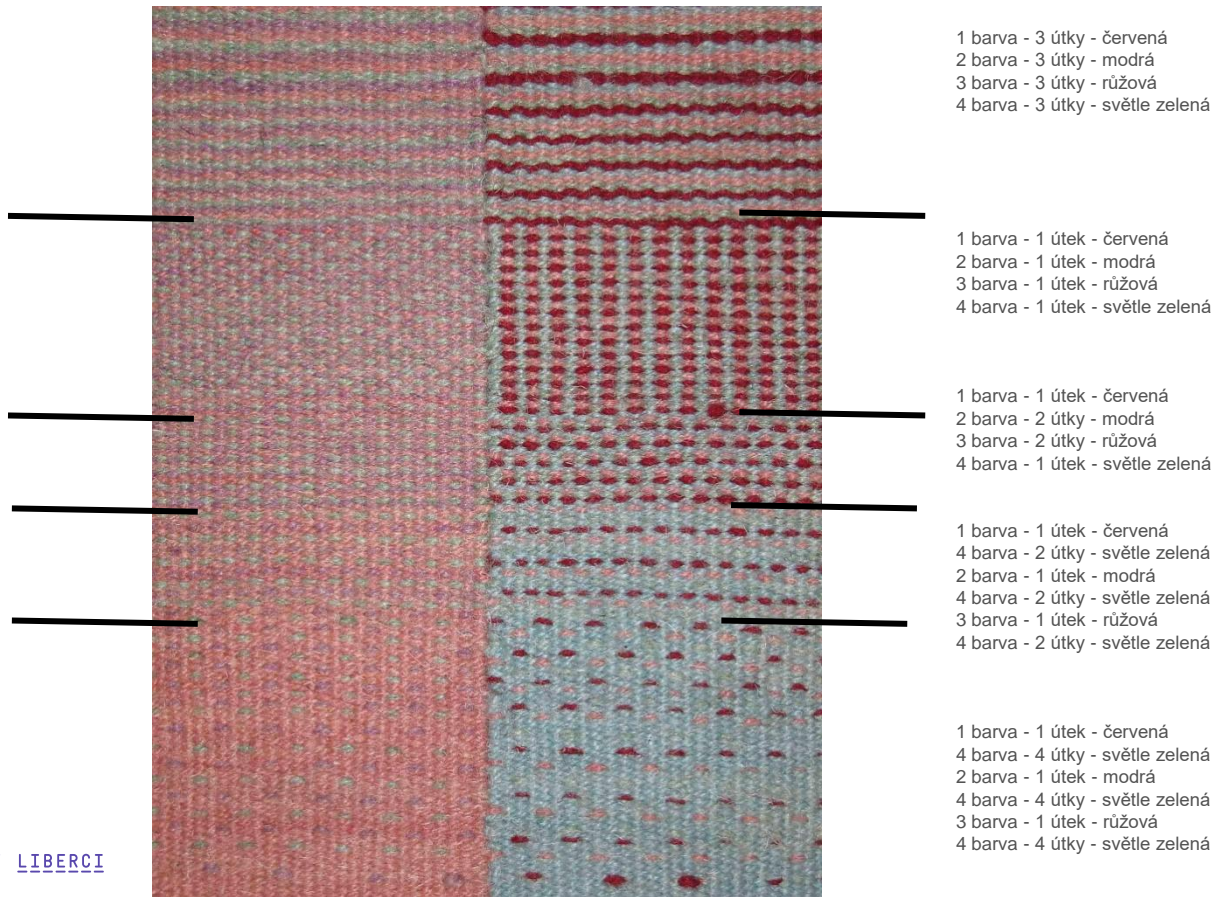 1 barva - 3 útky - červená
2 barva - 3 útky - modrá
3 barva - 3 útky - růžová
4 barva - 3 útky - světle zelená
1 barva - 1 útek - červená
2 barva - 1 útek - modrá
3 barva - 1 útek - růžová
4 barva - 1 útek - světle zelená
1 barva - 1 útek - červená
2 barva - 2 útky - modrá
3 barva - 2 útky - růžová
4 barva - 1 útek - světle zelená
1 barva - 1 útek - červená
4 barva - 2 útky - světle zelená
2 barva - 1 útek - modrá
4 barva - 2 útky - světle zelená
3 barva - 1 útek - růžová
4 barva - 2 útky - světle zelená
1 barva - 1 útek - červená
4 barva - 4 útky - světle zelená
2 barva - 1 útek - modrá
4 barva - 4 útky - světle zelená
3 barva - 1 útek - růžová
4 barva - 4 útky - světle zelená
LIBERCI